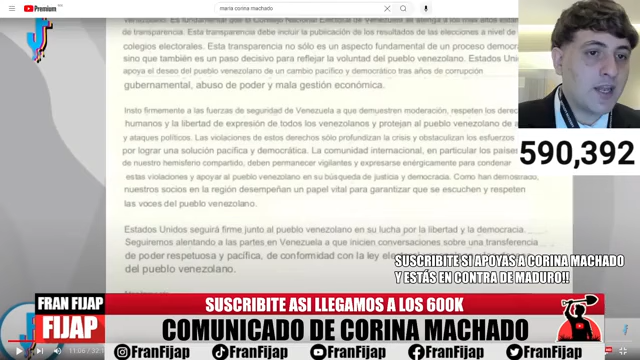 Premium
maria corina machado
venezolano. Es fundamental que el Consejo Nacional Electoral de Venezuela se atenga a los más altos
de transparencia. Esta transparencia debe incluir la publicación de los resultados de las elecciones a nivel de
colegios electorales. Esta transparencia no sólo es un aspecto fundamental de un proceso democrá
sino que también es un paso decisivo para reflejar la voluntad del pueblo venezolano. Estados Unidos
apoya el deseo del pueblo venezolano de un cambio pacífico y democrático tras años de corrupción
gubernamental, abuso de poder y mala gestión económica.
Insto firmemente a las fuerzas de seguridad de Venezuela a que demuestren moderación, respeten los derec
humanos y la libertad de expresión de todos los venezolanos y protejan al pueblo venezolano de a
y ataques políticos. Las violaciones de estos derechos sólo profundizan la crisis y obstaculizan los esfuerzos
por lograr una solución pacífica y democrática. La comunidad internacional, en particular los países
de nuestro hemisferio compartido, deben permanecer vigilantes y expresarse enérgicamente para condenar
estas violaciones y apoyar al pueblo venezolano en su búsqueda de justicia y democracia. Como han demostrado,
nuestros socios en la región desempeñan un papel vital para garantizar que se escuchen y respeten
las voces del pueblo venezolano.
590,392
Estados Unidos seguirá firme junto al pueblo venezolano en su lucha por la libertad y la democracia.
Seguiremos alentando a las partes en Venezuela a que inicien conversaciones sobre una transferencia
de poder respetuosa y pacífica, de conformidad con la ley elec
del pueblo venezolano.
SUSCRIBITE SI APOYAS A CORINA MACHADO
Y ESTÁS EN CONTRA DE MADURO!!
FRAN FIJAP
FIJAP
SUSCRIBITE ASI LLEGAMOS A LOS 600K
COMUNICADO DE CORINA MACHADO
FranFijap FranFijap FranFijap FranFijap